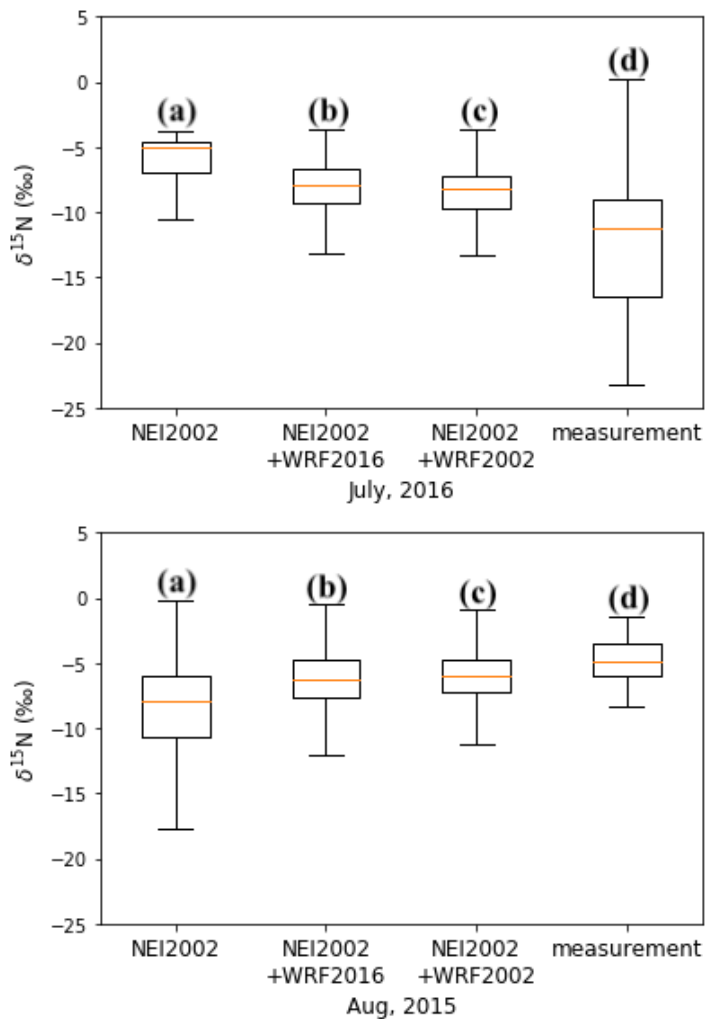 5
0
−5
−10
−15
−20
−25
δ¹⁵N (‰)
(a)
(b)
(c)
(d)
NEI2002
NEI2002
+WRF2016
NEI2002
+WRF2002
measurement
July, 2016
5
0
−5
−10
−15
−20
−25
δ¹⁵N (‰)
(a)
(b)
(c)
(d)
NEI2002
NEI2002
+WRF2016
NEI2002
+WRF2002
measurement
Aug, 2015